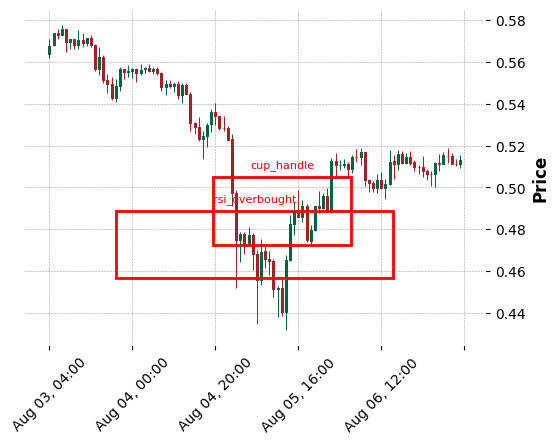 0.58
0.56
0.54
0.52
cup_handle
0.50
rsi_overbought
0.48
0.46
0.44
Price
Aug 03, 04:00
Aug 04, 00:00
Aug 04, 20:00
Aug 05, 16:00
Aug 06, 12:00